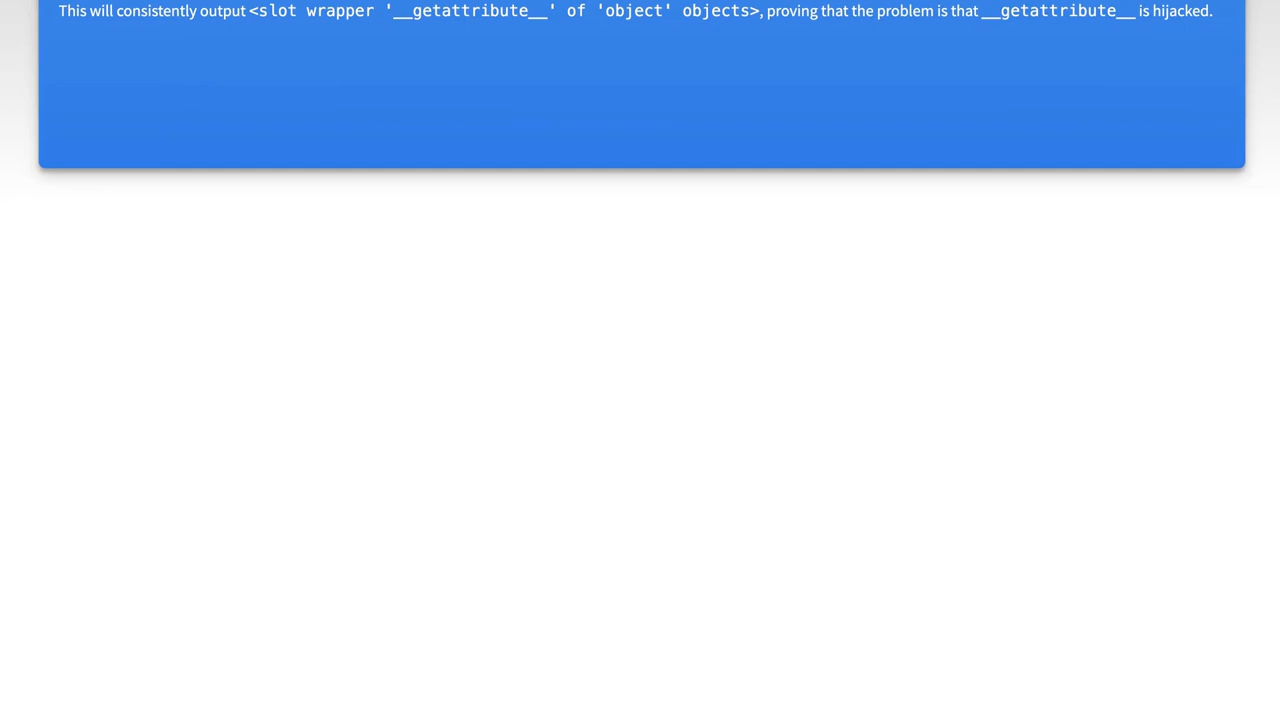 This will consistently output <slot wrapper '__getattribute__' of 'object' objects>, proving that the problem is that __getattribute__ is hijacked.